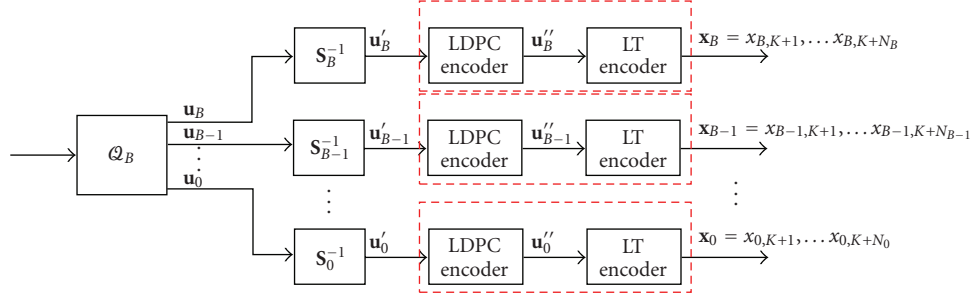 𝒬_B
u_B
u_{B−1}
⋮
u_0
S_B^{−1}
u′_B
LDPC
encoder
u″_B
LT
encoder
x_B = x_{B,K+1}, … x_{B,K+N_B}
S_{B−1}^{−1}
u′_{B−1}
LDPC
encoder
u″_{B−1}
LT
encoder
x_{B−1} = x_{B−1,K+1}, … x_{B−1,K+N_{B−1}}
⋮
⋮
S_0^{−1}
u′_0
LDPC
encoder
u″_0
LT
encoder
x_0 = x_{0,K+1}, … x_{0,K+N_0}